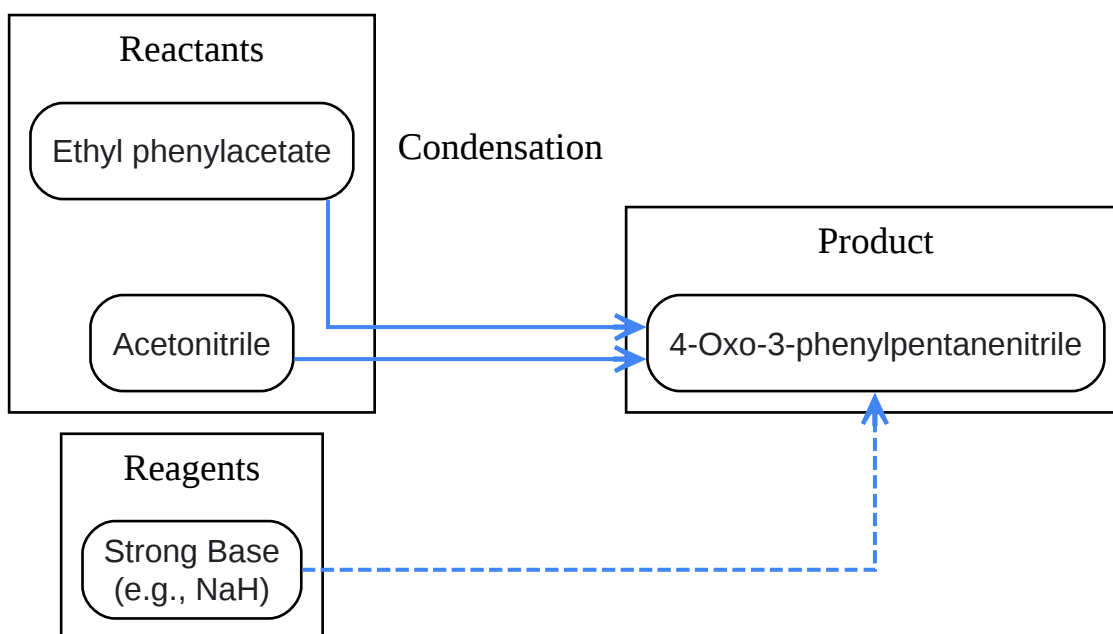 Reactants
Ethyl phenylacetate
Condensation
Product
Acetonitrile
4-Oxo-3-phenylpentanenitrile
Reagents
Strong Base
(e.g., NaH)